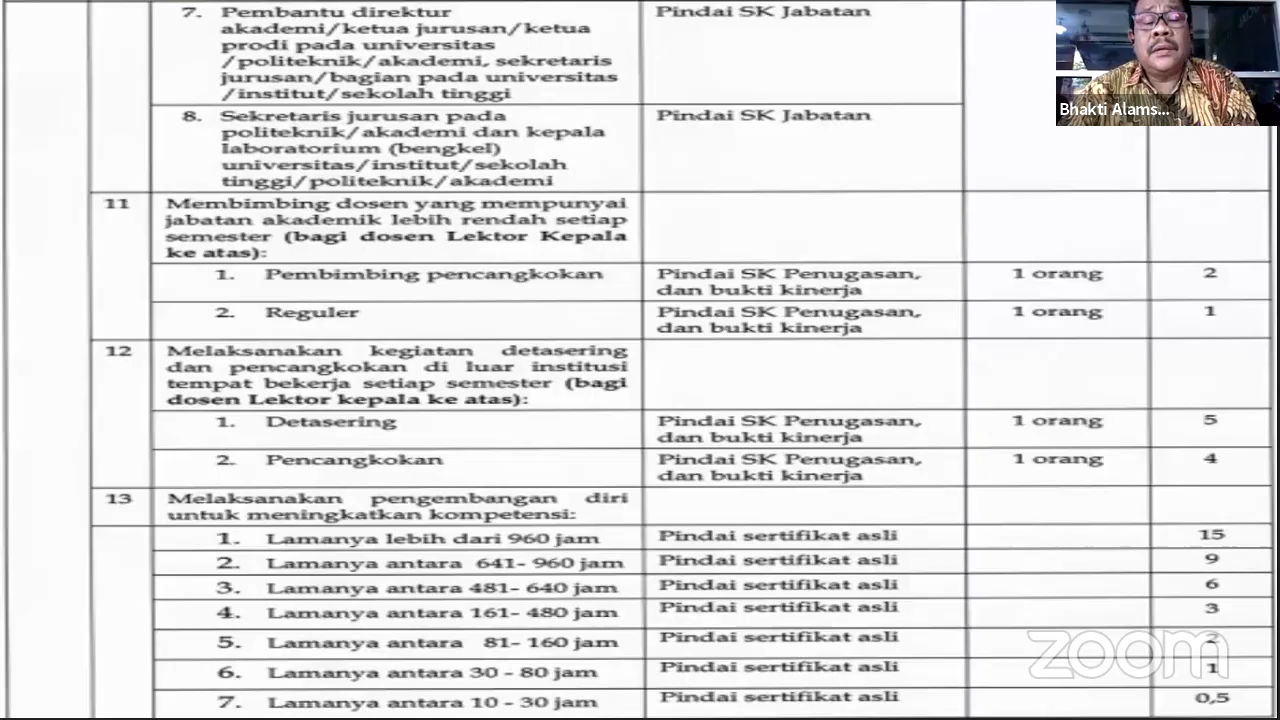 7. Pembantu direktur
akademi/ketua jurusan/ketua
prodi pada universitas
/politeknik/akademi, sekretaris
jurusan/bagian pada universitas
/institut/sekolah tinggi
Pindai SK Jabatan
8. Sekretaris jurusan pada
politeknik/akademi dan kepala
laboratorium (bengkel)
universitas/institut/sekolah
tinggi/politeknik/akademi
Pindai SK Jabatan
Bhakti Alams...
11
Membimbing dosen yang mempunyai
jabatan akademik lebih rendah setiap
semester (bagi dosen Lektor Kepala
ke atas):
1. Pembimbing pencangkokan
Pindai SK Penugasan,
dan bukti kinerja
1 orang
2
2. Reguler
Pindai SK Penugasan,
dan bukti kinerja
1 orang
1
12
Melaksanakan kegiatan detasering
dan pencangkokan di luar institusi
tempat bekerja setiap semester (bagi
dosen Lektor kepala ke atas):
1. Detasering
Pindai SK Penugasan,
dan bukti kinerja
1 orang
5
2. Pencangkokan
Pindai SK Penugasan,
dan bukti kinerja
1 orang
4
13
Melaksanakan pengembangan diri
untuk meningkatkan kompetensi:
1. Lamanya lebih dari 960 jam
Pindai sertifikat asli
15
2. Lamanya antara 641- 960 jam
Pindai sertifikat asli
9
3. Lamanya antara 481- 640 jam
Pindai sertifikat asli
6
4. Lamanya antara 161- 480 jam
Pindai sertifikat asli
3
5. Lamanya antara 81- 160 jam
Pindai sertifikat asli
2
6. Lamanya antara 30 - 80 jam
Pindai sertifikat asli
1
7. Lamanya antara 10 - 30 jam
Pindai sertifikat asli
0,5
zoom